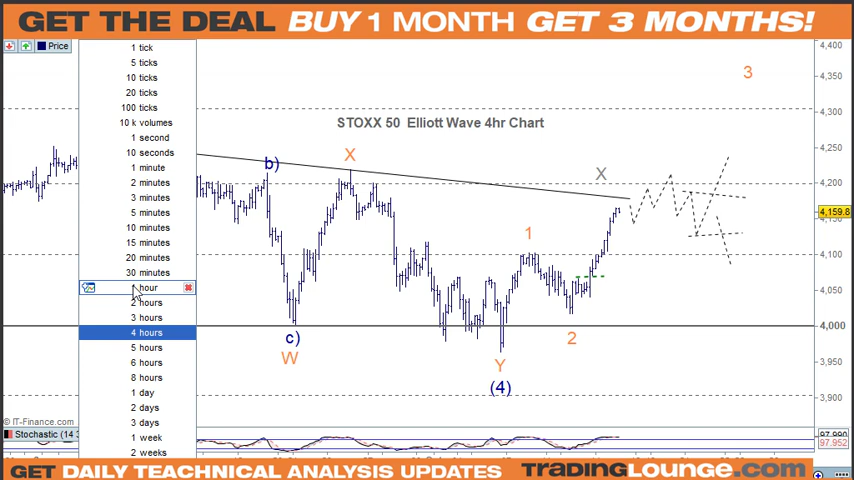 GET THE DEAL BUY 1 MONTH GET 3 MONTHS!
Price
4,400
1 tick
5 ticks
10 ticks
20 ticks
100 ticks
10 k volumes
1 second
10 seconds
1 minute
2 minutes
3 minutes
5 minutes
10 minutes
15 minutes
20 minutes
30 minutes
hour
2 hours
3 hours
4 hours
5 hours
6 hours
8 hours
1 day
2 days
3 days
1 week
2 weeks
STOXX 50 Elliott Wave 4hr Chart
b)
X
X
3
1
2
c)
W
Y
(4)
4,350
4,300
4,250
4,200
4,159.8
4,100
4,050
4,000
3,950
3,900
© IT-Finance.com
Stochastic (14 3
97.990
97.952
GET DAILY TEACHNICAL ANALYSIS UPDATES TRADINGLOUNGE.com